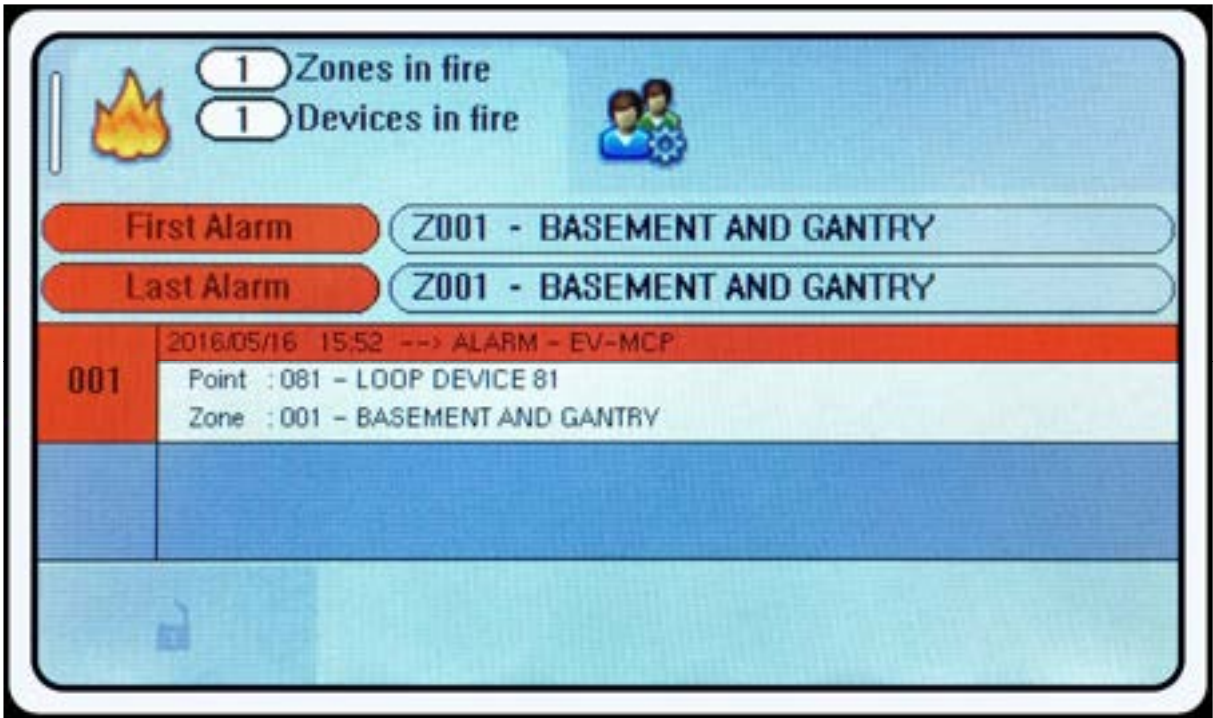 1 Zones in fire
1 Devices in fire
First Alarm Z001 - BASEMENT AND GANTRY
Last Alarm Z001 - BASEMENT AND GANTRY
001
2016/05/16 15:52 --> ALARM - EV-MCP
Point : 081 - LOOP DEVICE 81
Zone : 001 - BASEMENT AND GANTRY